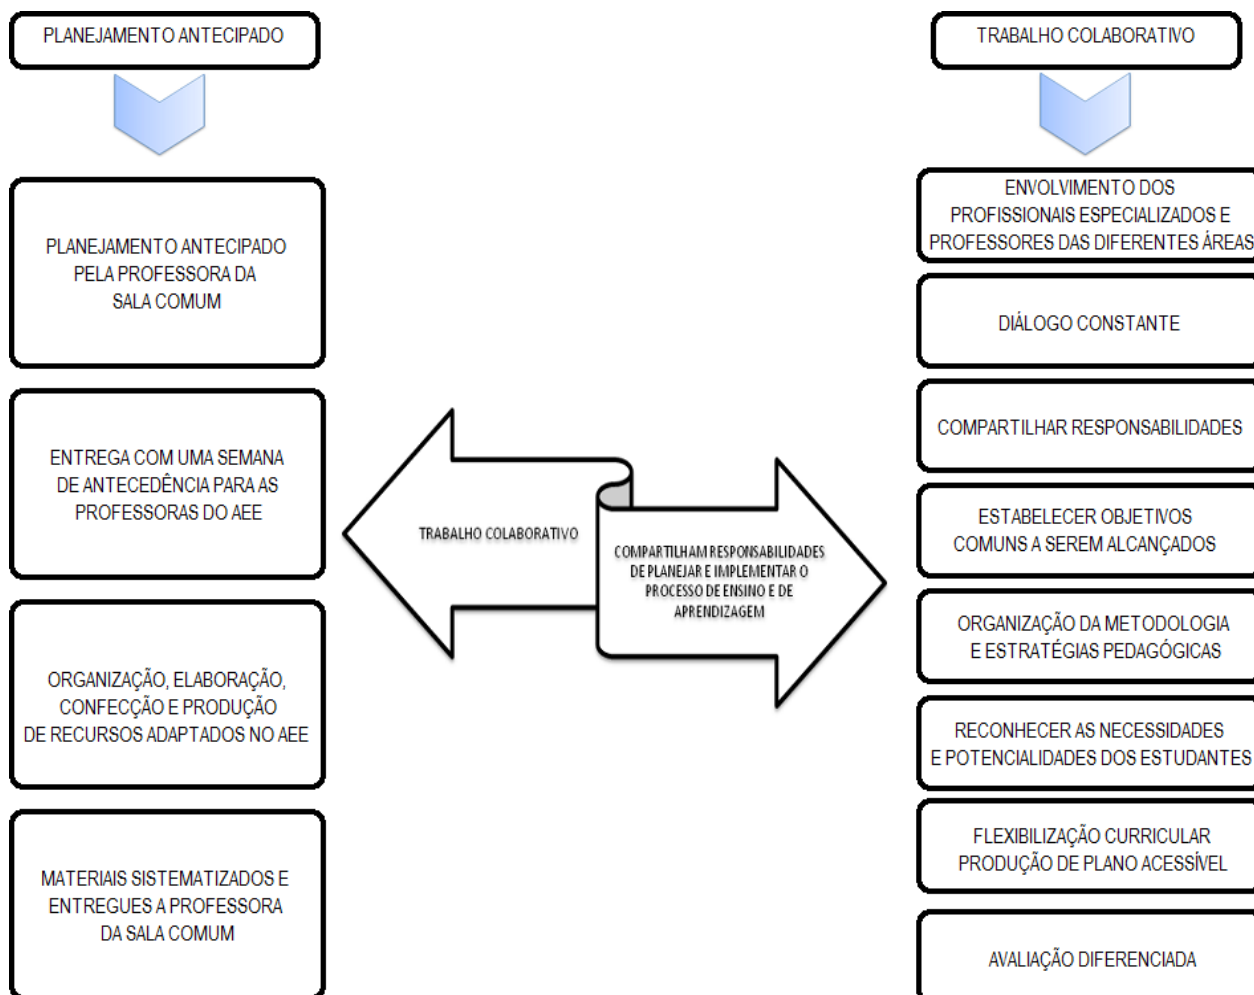 PLANEJAMENTO ANTECIPADO
PLANEJAMENTO ANTECIPADO
PELA PROFESSORA DA
SALA COMUM
ENTREGA COM UMA SEMANA
DE ANTECEDÊNCIA PARA AS
PROFESSORAS DO AEE
ORGANIZAÇÃO, ELABORAÇÃO,
CONFECÇÃO E PRODUÇÃO
DE RECURSOS ADAPTADOS NO AEE
MATERIAIS SISTEMATIZADOS E
ENTREGUES A PROFESSORA
DA SALA COMUM
TRABALHO COLABORATIVO
COMPARTILHAM RESPONSABILIDADES
DE PLANEJAR E IMPLEMENTAR O
PROCESSO DE ENSINO E DE
APRENDIZAGEM
TRABALHO COLABORATIVO
ENVOLVIMENTO DOS
PROFISSIONAIS ESPECIALIZADOS E
PROFESSORES DAS DIFERENTES ÁREAS
DIÁLOGO CONSTANTE
COMPARTILHAR RESPONSABILIDADES
ESTABELECER OBJETIVOS
COMUNS A SEREM ALCANÇADOS
ORGANIZAÇÃO DA METODOLOGIA
E ESTRATÉGIAS PEDAGÓGICAS
RECONHECER AS NECESSIDADES
E POTENCIALIDADES DOS ESTUDANTES
FLEXIBILIZAÇÃO CURRICULAR
PRODUÇÃO DE PLANO ACESSÍVEL
AVALIAÇÃO DIFERENCIADA